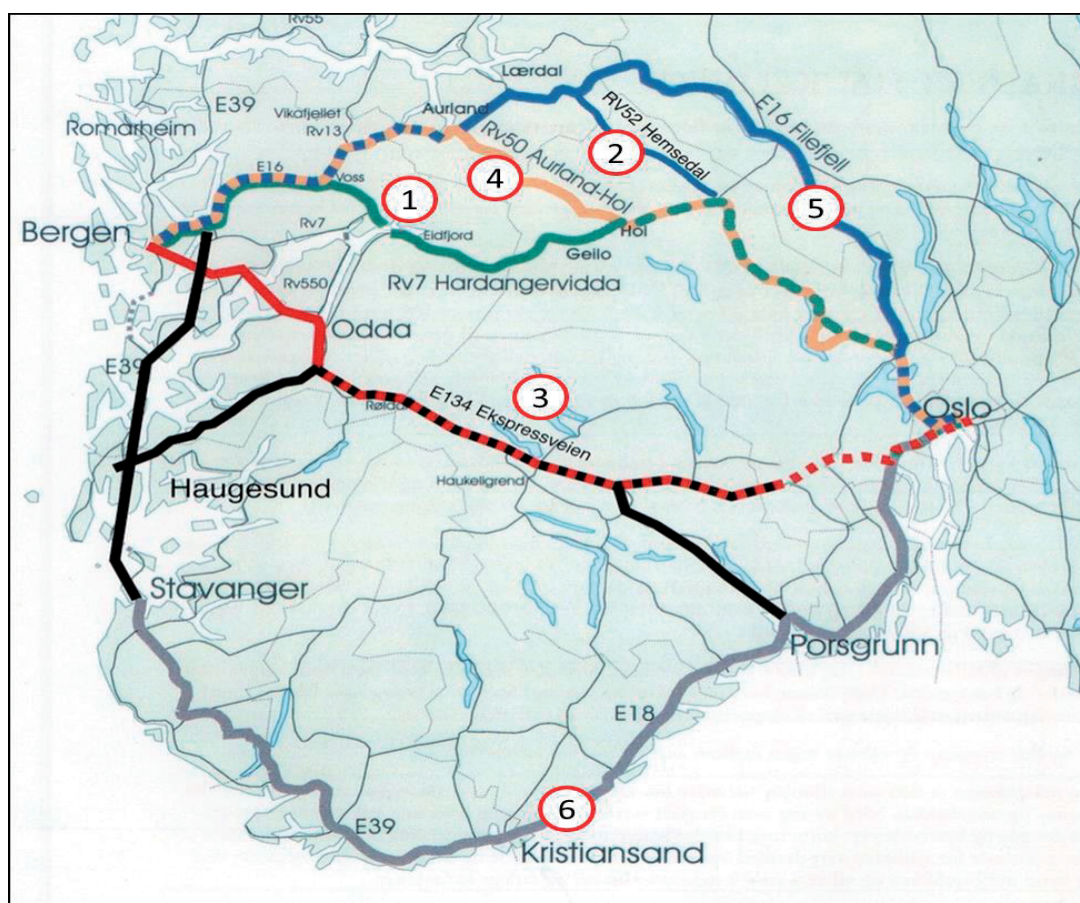 Rv55
Lærdal
E39
Vikafjellet
Rv13
Aurland
Romarheim
RV52 Hemsedal
E16 Filefjell
Rv50 Aurland-Hol
2
E16
Voss
4
1
5
Bergen
Rv7
Eidfjord
Hol
Geilo
Rv7 Hardangervidda
Rv550
Odda
E39
3
E134 Ekspressveien
Røldal
Oslo
Haukeligrend
Haugesund
Stavanger
Porsgrunn
E18
6
E39
Kristiansand